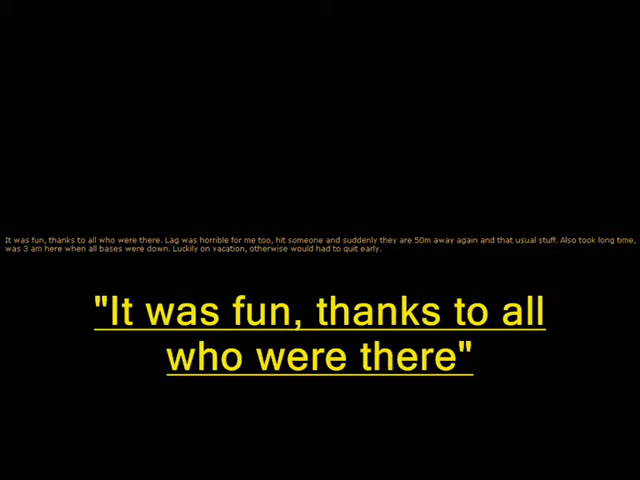 It was fun, thanks to all who were there. Lag was horrible for me too, hit someone and suddenly they are 50m away again and that usual stuff. Also took long time,
was 3 am here when all bases were down. Luckily on vacation, otherwise would had to quit early.
"It was fun, thanks to all
who were there"